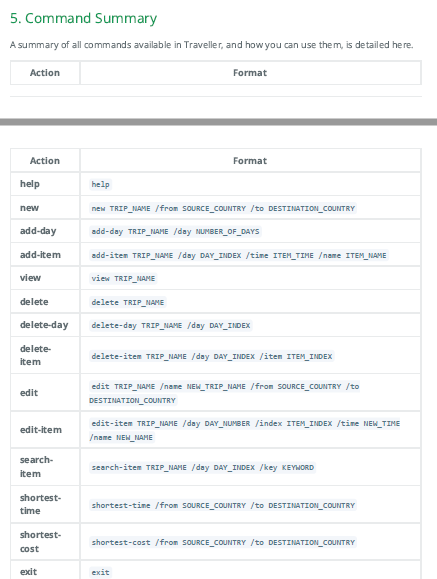 5. Command Summary
A summary of all commands available in Traveller, and how you can use them, is detailed here.
Action Format
Action Format
help help
new new TRIP_NAME /from SOURCE_COUNTRY /to DESTINATION_COUNTRY
add-day add-day TRIP_NAME /day NUMBER_OF_DAYS
add-item add-item TRIP_NAME /day DAY_INDEX /time ITEM_TIME /name ITEM_NAME
view view TRIP_NAME
delete delete TRIP_NAME
delete-day delete-day TRIP_NAME /day DAY_INDEX
delete-
item delete-item TRIP_NAME /day DAY_INDEX /item ITEM_INDEX
edit edit TRIP_NAME /name NEW_TRIP_NAME /from SOURCE_COUNTRY /to
DESTINATION_COUNTRY
edit-item edit-item TRIP_NAME /day DAY_NUMBER /index ITEM_INDEX /time NEW_TIME
/name NEW_NAME
search-
item search-item TRIP_NAME /day DAY_INDEX /key KEYWORD
shortest-
time shortest-time /from SOURCE_COUNTRY /to DESTINATION_COUNTRY
shortest-
cost shortest-cost /from SOURCE_COUNTRY /to DESTINATION_COUNTRY
exit exit